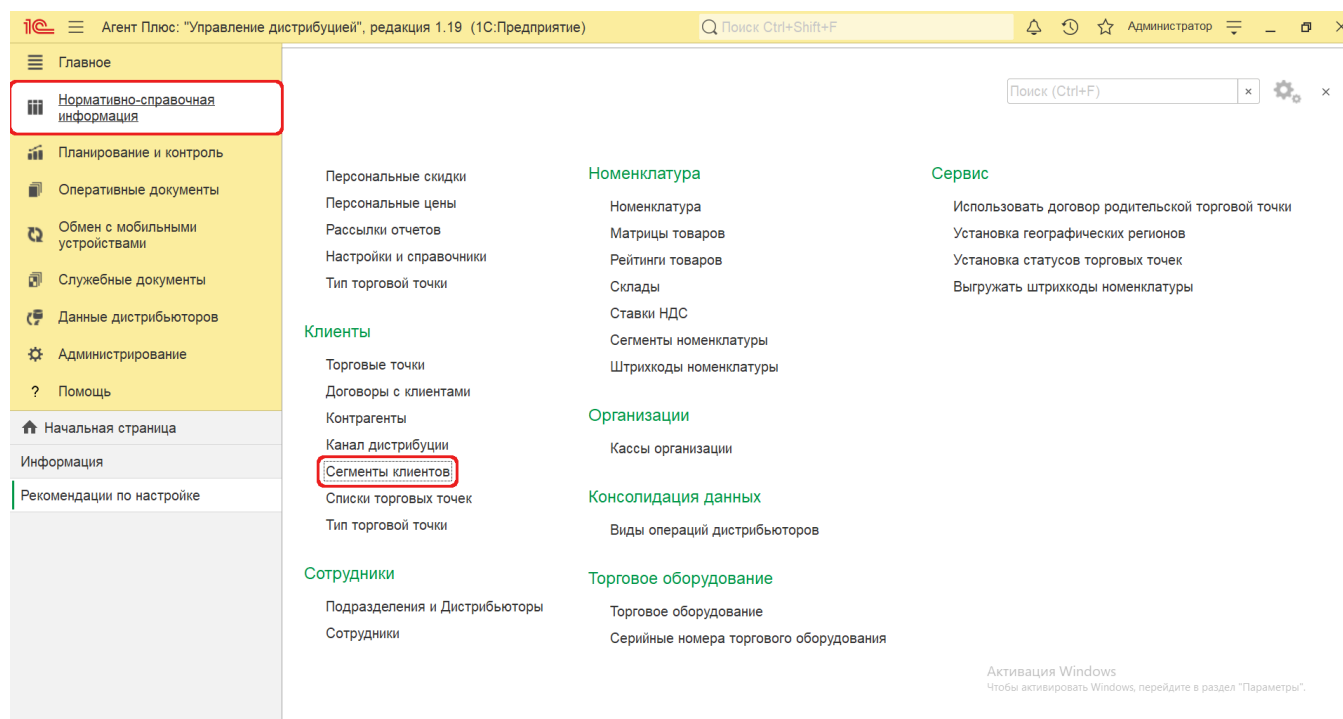 1С Агент Плюс: "Управление дистрибуцией", редакция 1.19 (1С:Предприятие) Поиск Ctrl+Shift+F Администратор
Главное
Нормативно-справочная
информация
Планирование и контроль
Оперативные документы
Обмен с мобильными
устройствами
Служебные документы
Данные дистрибьюторов
Администрирование
? Помощь
Начальная страница
Информация
Рекомендации по настройке
Поиск (Ctrl+F)
Персональные скидки
Персональные цены
Рассылки отчетов
Настройки и справочники
Тип торговой точки
Клиенты
Торговые точки
Договоры с клиентами
Контрагенты
Канал дистрибуции
Сегменты клиентов
Списки торговых точек
Тип торговой точки
Сотрудники
Подразделения и Дистрибьюторы
Сотрудники
Номенклатура
Номенклатура
Матрицы товаров
Рейтинги товаров
Склады
Ставки НДС
Сегменты номенклатуры
Штрихкоды номенклатуры
Организации
Кассы организации
Консолидация данных
Виды операций дистрибьюторов
Торговое оборудование
Торговое оборудование
Серийные номера торгового оборудования
Сервис
Использовать договор родительской торговой точки
Установка географических регионов
Установка статусов торговых точек
Выгружать штрихкоды номенклатуры
Активация Windows
Чтобы активировать Windows, перейдите в раздел "Параметры".